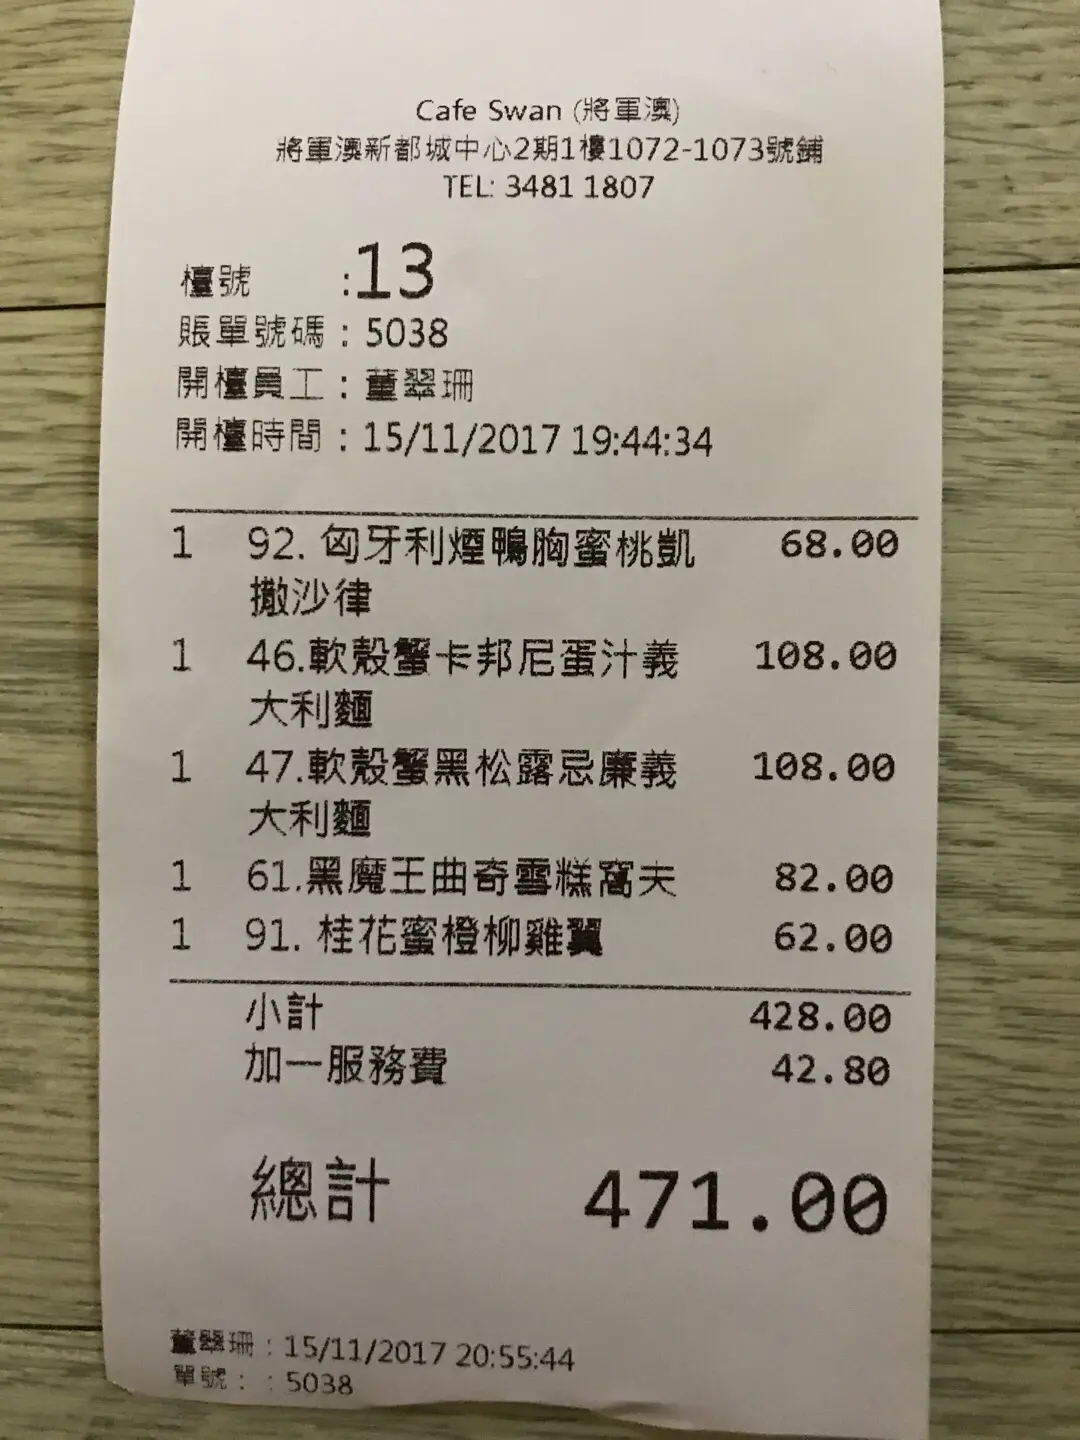 Cafe Swan (將軍澳)
將軍澳新都城中心2期1樓1072-1073號鋪
TEL: 3481 1807
檯號 :13
賬單號碼 : 5038
開檯員工 : 董翠珊
開檯時間 : 15/11/2017 19:44:34
1 92. 匈牙利煙鴨胸蜜桃凱 68.00
撒沙律
1 46.軟殼蟹卡邦尼蛋汁義 108.00
大利麵
1 47.軟殼蟹黑松露忌廉義 108.00
大利麵
1 61.黑魔王曲奇雪糕窩夫 82.00
1 91. 桂花蜜橙柳雞翼 62.00
小計 428.00
加一服務費 42.80
總計 471.00
董翠珊 : 15/11/2017 20:55:44
單號: : 5038